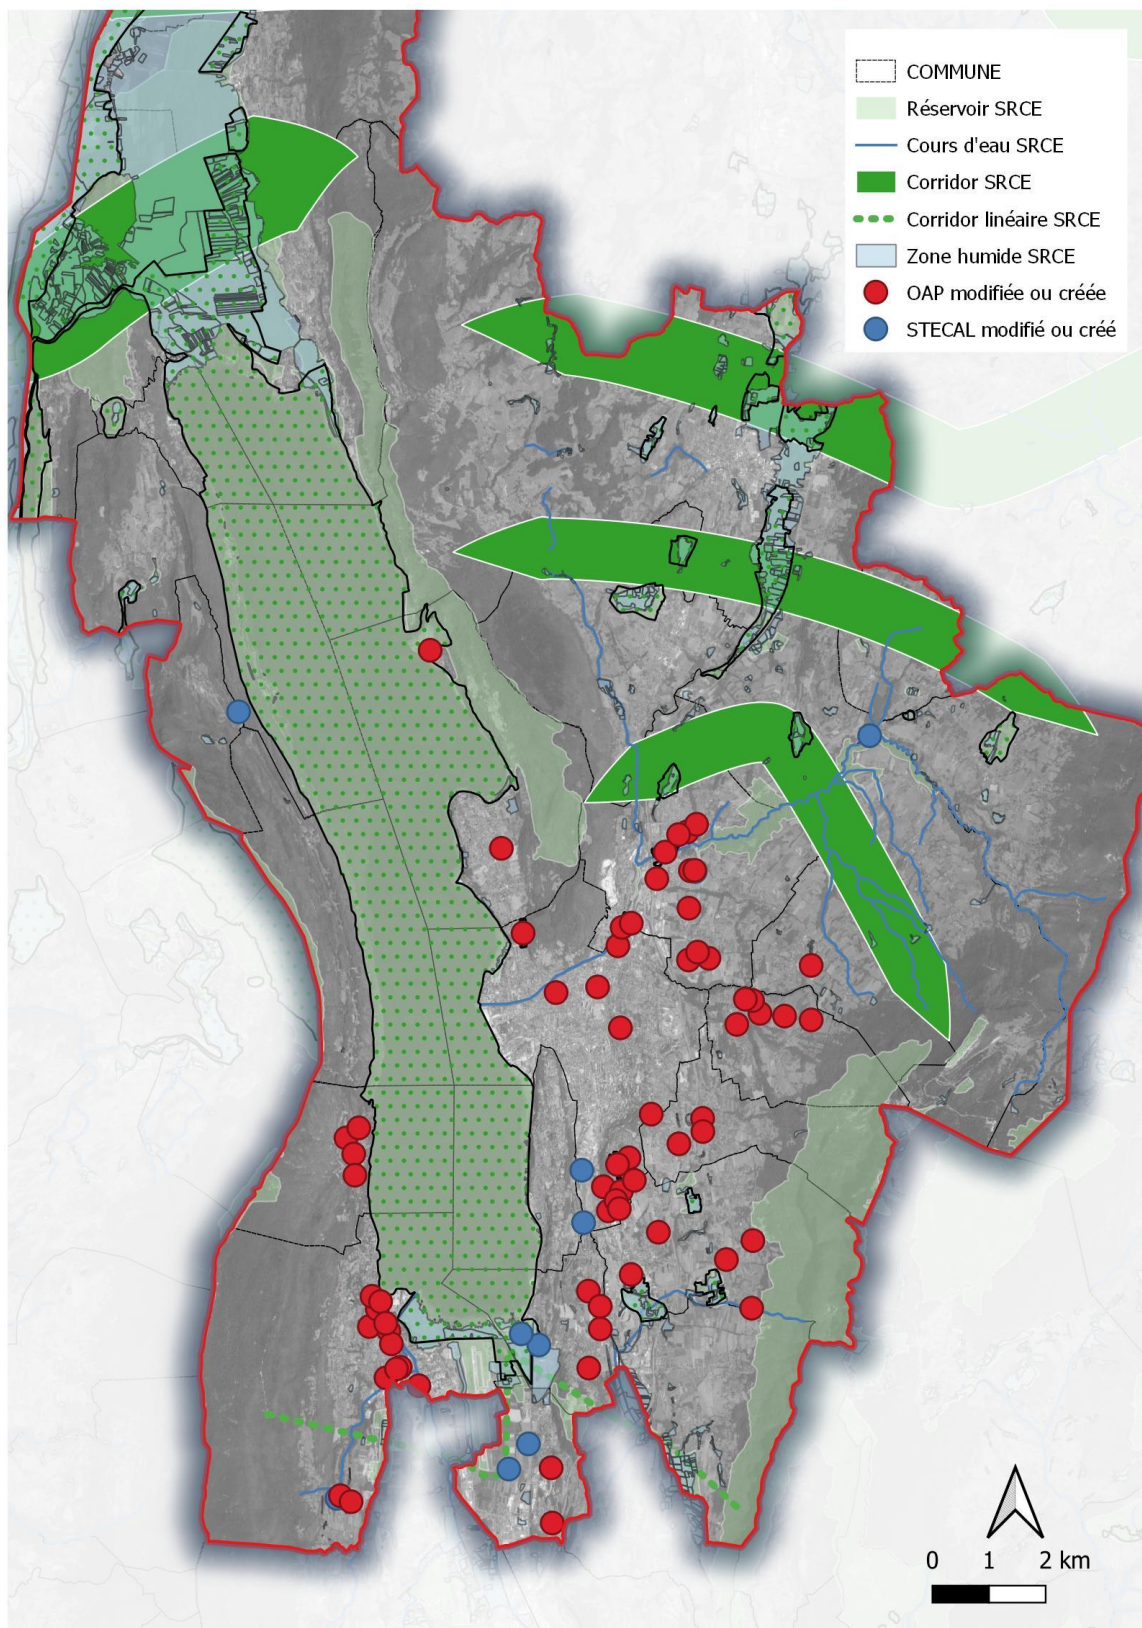 COMMUNE
Réservoir SRCE
Cours d'eau SRCE
Corridor SRCE
Corridor linéaire SRCE
Zone humide SRCE
OAP modifiée ou créée
STECAL modifié ou créé
0 1 2 km